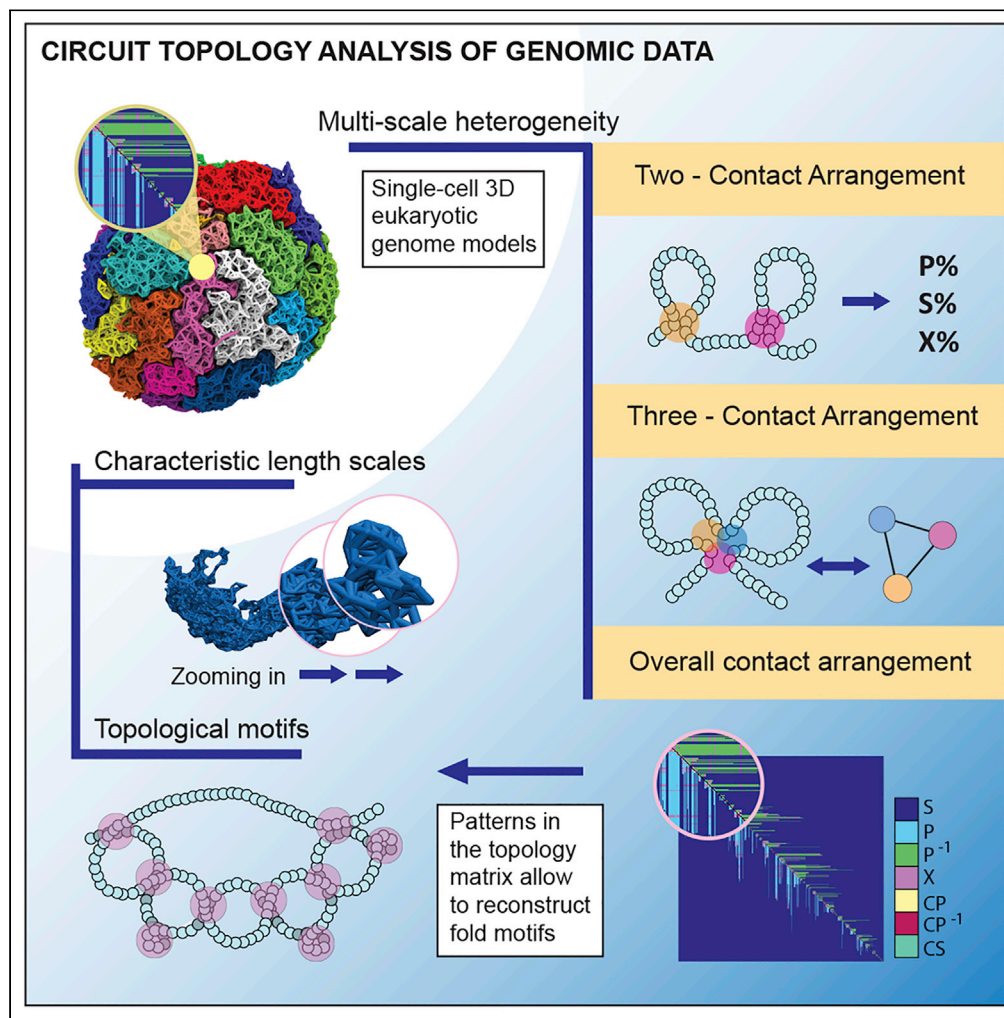 CIRCUIT TOPOLOGY ANALYSIS OF GENOMIC DATA
Multi-scale heterogeneity
Single-cell 3D
eukaryotic
genome models
Two - Contact Arrangement
P%
S%
X%
Three - Contact Arrangement
Characteristic length scales
Zooming in
Overall contact arrangement
Topological motifs
Patterns in
the topology
matrix allow
to reconstruct
fold motifs
S
P
P⁻¹
X
CP
CP⁻¹
CS